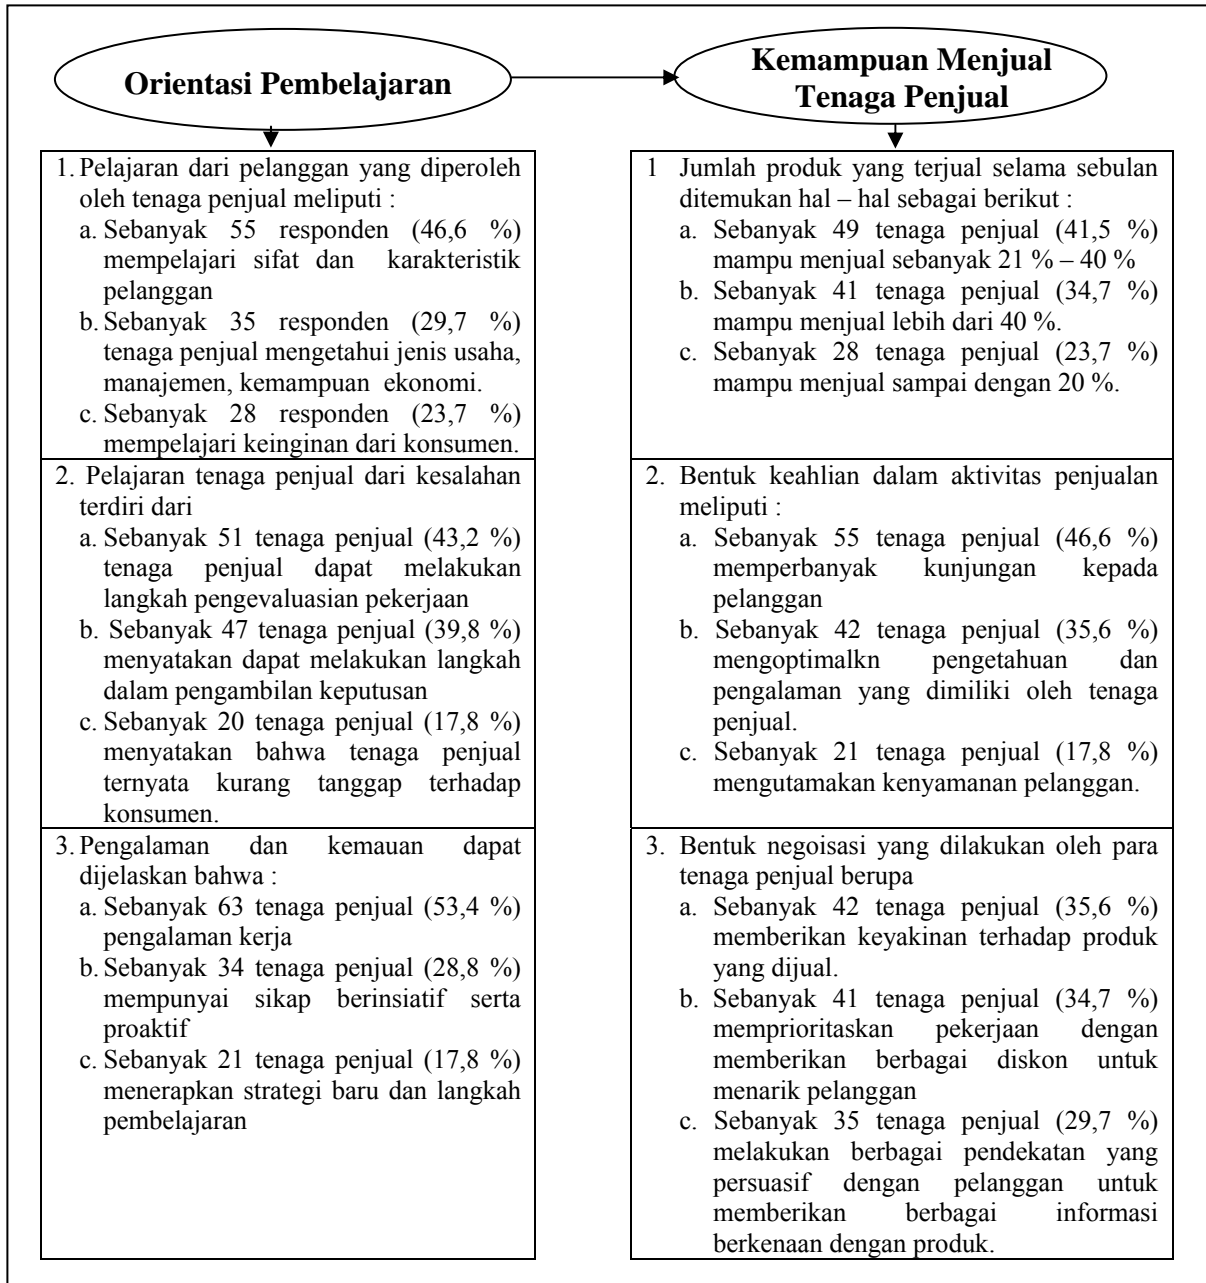 Orientasi Pembelajaran
Kemampuan Menjual
Tenaga Penjual
1. Pelajaran dari pelanggan yang diperoleh
oleh tenaga penjual meliputi :
a. Sebanyak 55 responden (46,6 %)
mempelajari sifat dan karakteristik
pelanggan
b. Sebanyak 35 responden (29,7 %)
tenaga penjual mengetahui jenis usaha,
manajemen, kemampuan ekonomi.
c. Sebanyak 28 responden (23,7 %)
mempelajari keinginan dari konsumen.
2. Pelajaran tenaga penjual dari kesalahan
terdiri dari
a. Sebanyak 51 tenaga penjual (43,2 %)
tenaga penjual dapat melakukan
langkah pengevaluasian pekerjaan
b. Sebanyak 47 tenaga penjual (39,8 %)
menyatakan dapat melakukan langkah
dalam pengambilan keputusan
c. Sebanyak 20 tenaga penjual (17,8 %)
menyatakan bahwa tenaga penjual
ternyata kurang tanggap terhadap
konsumen.
3. Pengalaman dan kemauan dapat
dijelaskan bahwa :
a. Sebanyak 63 tenaga penjual (53,4 %)
pengalaman kerja
b. Sebanyak 34 tenaga penjual (28,8 %)
mempunyai sikap berinsiatif serta
proaktif
c. Sebanyak 21 tenaga penjual (17,8 %)
menerapkan strategi baru dan langkah
pembelajaran
1 Jumlah produk yang terjual selama sebulan
ditemukan hal – hal sebagai berikut :
a. Sebanyak 49 tenaga penjual (41,5 %)
mampu menjual sebanyak 21 % – 40 %
b. Sebanyak 41 tenaga penjual (34,7 %)
mampu menjual lebih dari 40 %.
c. Sebanyak 28 tenaga penjual (23,7 %)
mampu menjual sampai dengan 20 %.
2. Bentuk keahlian dalam aktivitas penjualan
meliputi :
a. Sebanyak 55 tenaga penjual (46,6 %)
memperbanyak kunjungan kepada
pelanggan
b. Sebanyak 42 tenaga penjual (35,6 %)
mengoptimalkn pengetahuan dan
pengalaman yang dimiliki oleh tenaga
penjual.
c. Sebanyak 21 tenaga penjual (17,8 %)
mengutamakan kenyamanan pelanggan.
3. Bentuk negoisasi yang dilakukan oleh para
tenaga penjual berupa
a. Sebanyak 42 tenaga penjual (35,6 %)
memberikan keyakinan terhadap produk
yang dijual.
b. Sebanyak 41 tenaga penjual (34,7 %)
memprioritaskan pekerjaan dengan
memberikan berbagai diskon untuk
menarik pelanggan
c. Sebanyak 35 tenaga penjual (29,7 %)
melakukan berbagai pendekatan yang
persuasif dengan pelanggan untuk
memberikan berbagai informasi
berkenaan dengan produk.